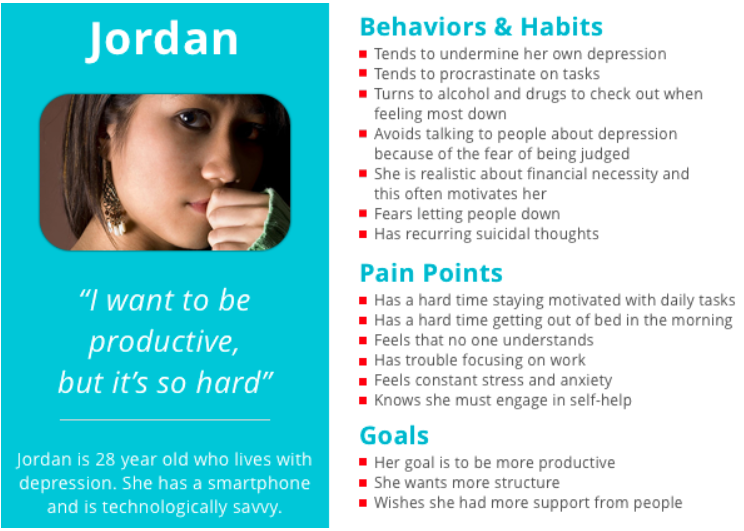 Jordan
“I want to be
productive,
but it’s so hard”
Jordan is 28 year old who lives with
depression. She has a smartphone
and is technologically savvy.
Behaviors & Habits
Tends to undermine her own depression
Tends to procrastinate on tasks
Turns to alcohol and drugs to check out when
feeling most down
Avoids talking to people about depression
because of the fear of being judged
She is realistic about financial necessity and
this often motivates her
Fears letting people down
Has recurring suicidal thoughts
Pain Points
Has a hard time staying motivated with daily tasks
Has a hard time getting out of bed in the morning
Feels that no one understands
Has trouble focusing on work
Feels constant stress and anxiety
Knows she must engage in self-help
Goals
Her goal is to be more productive
She wants more structure
Wishes she had more support from people